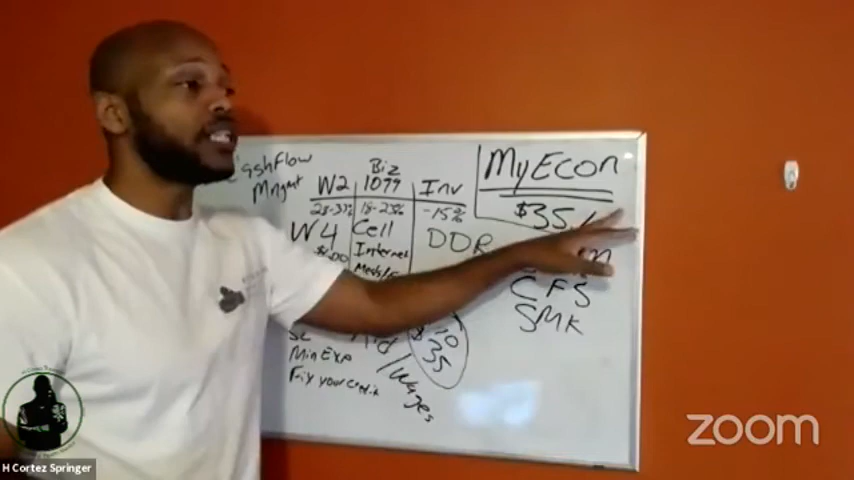 CashFlow
Mngmt
W2
Biz
1099
Inv
28-33%
18-23%
-15%
W4
Cell
Internet
DDR
MyEcon
$35
CFS
SMK
Min Exp
Fix your Credit
10
$35
/Wages
zoom
H Cortez Springer